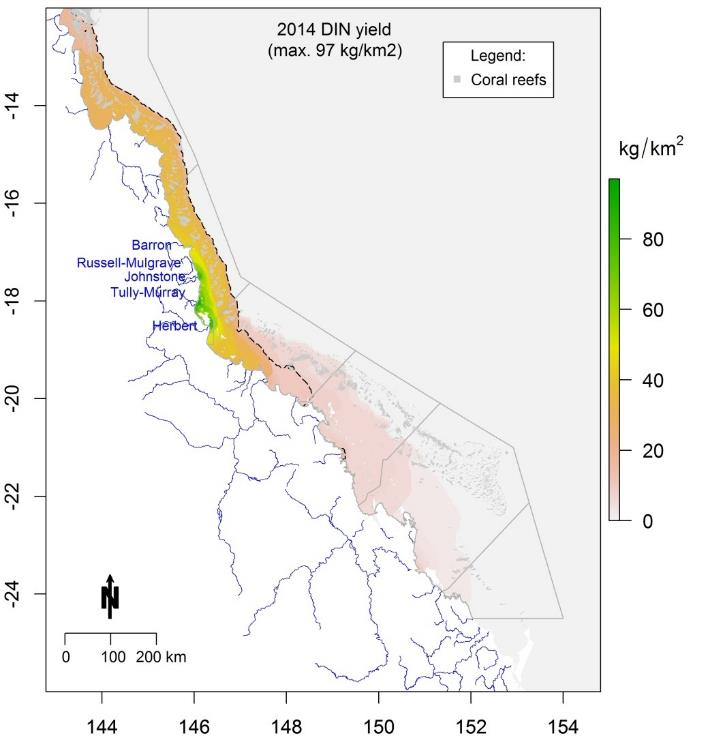 2014 DIN yield
(max. 97 kg/km2)
Legend:
Coral reefs
kg/km2
80
60
40
20
0
-14
-16
-18
-20
-22
-24
Barron
Russell-Mulgrave
Johnstone
Tully-Murray
Herbert
N
0 100 200 km
144 146 148 150 152 154